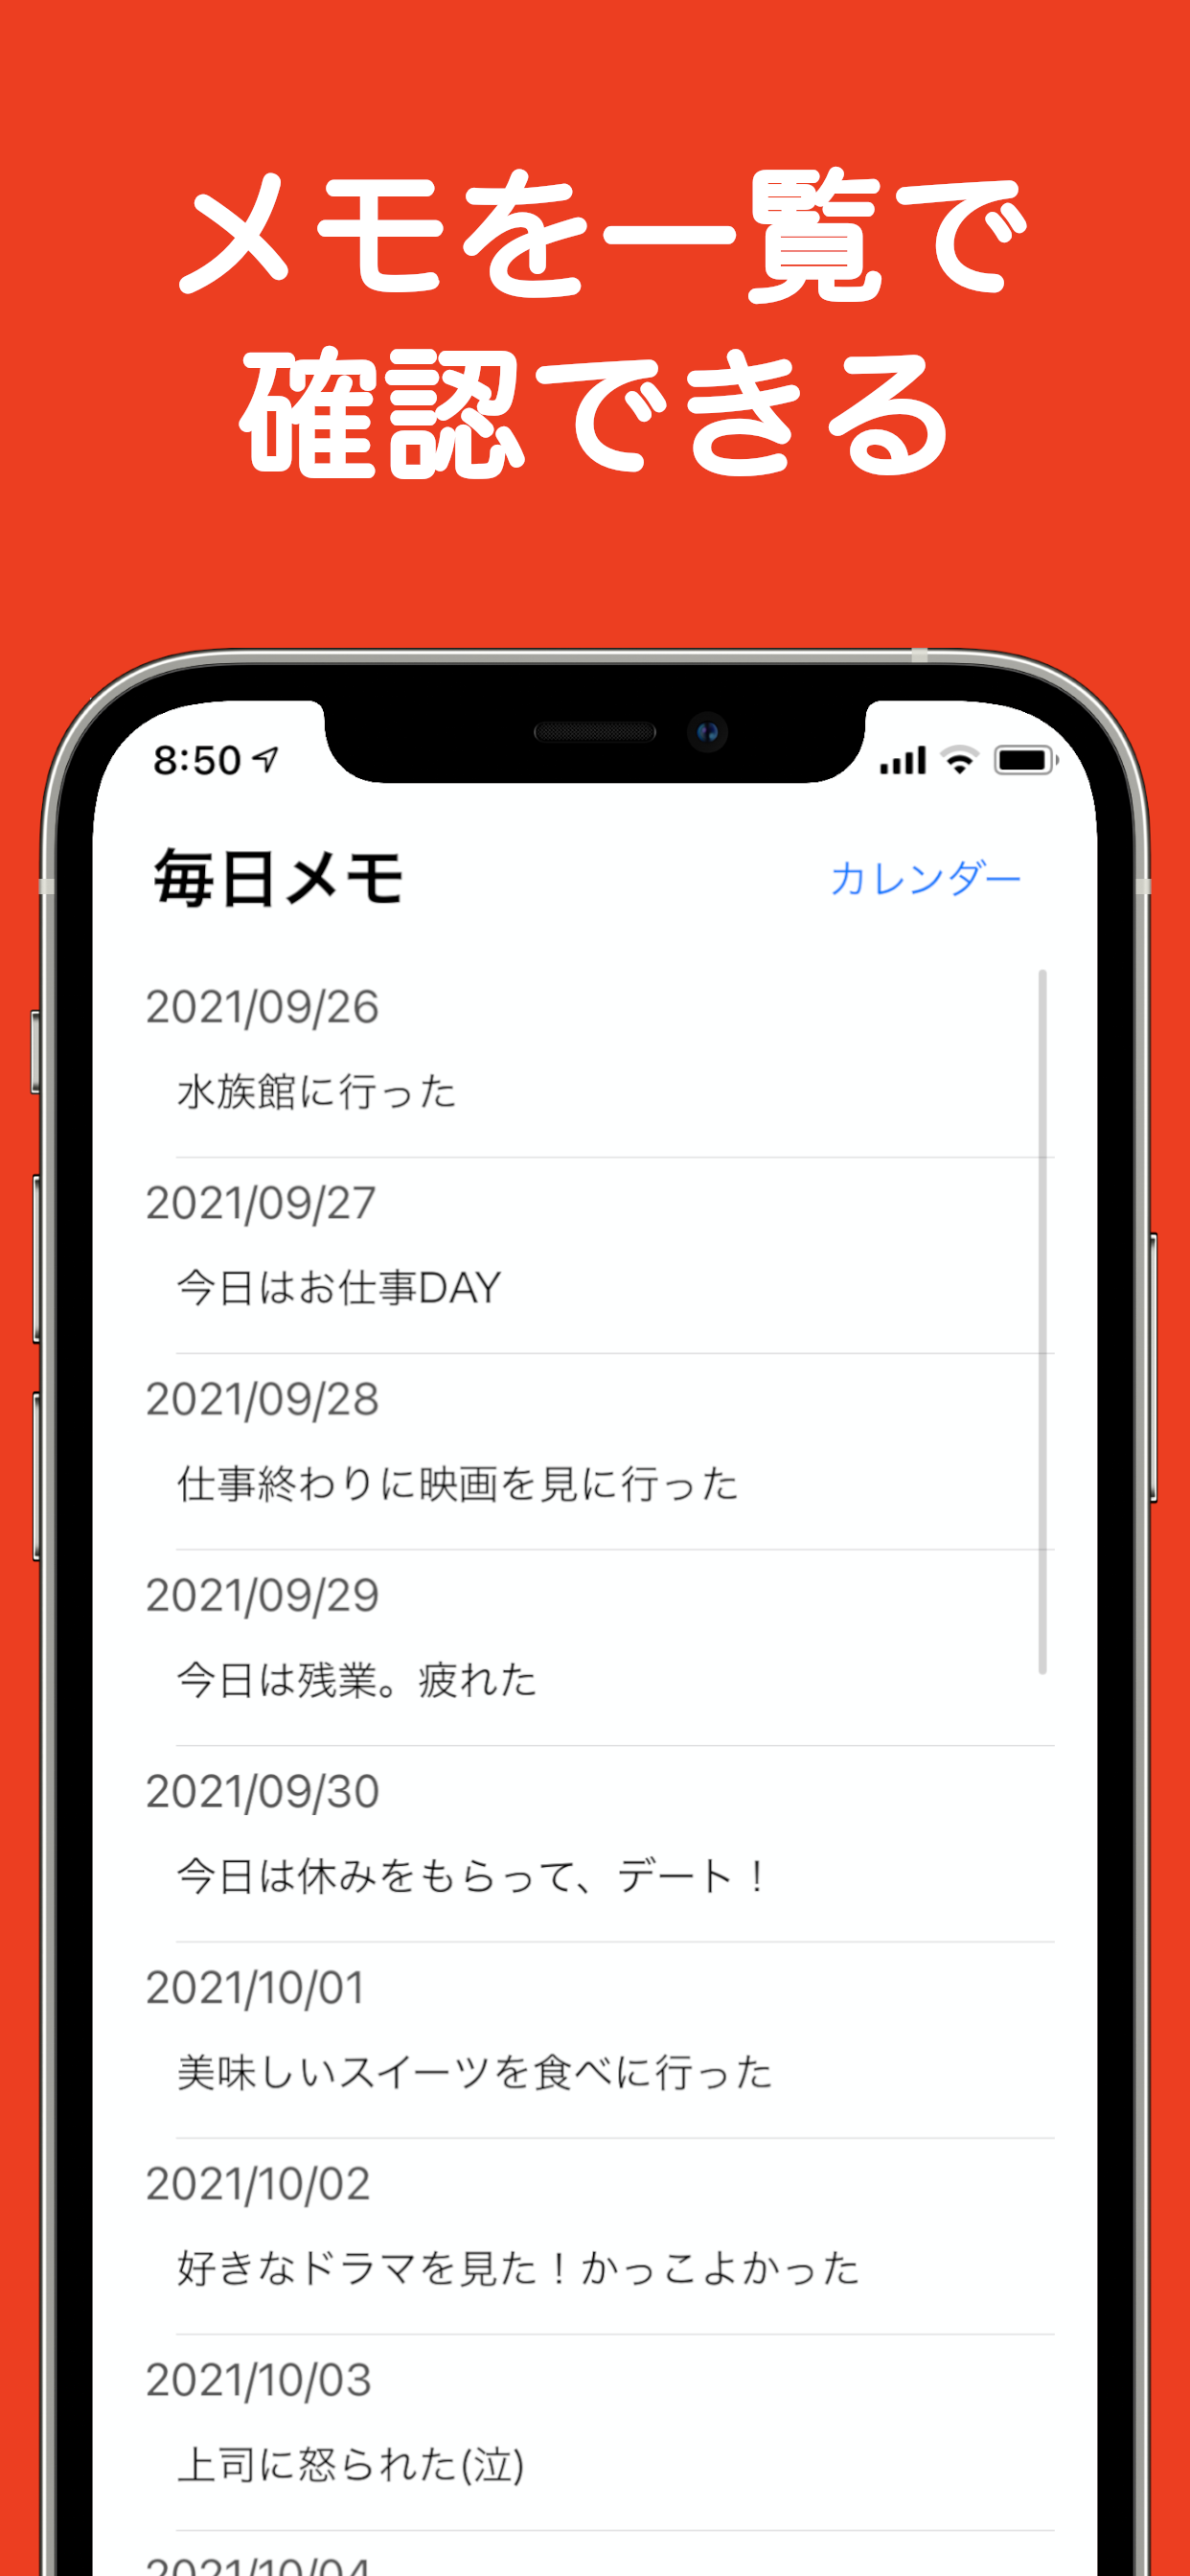 メモを一覧で
確認できる
8:50
毎日メモ
カレンダー
2021/09/26
水族館に行った
2021/09/27
今日はお仕事DAY
2021/09/28
仕事終わりに映画を見に行った
2021/09/29
今日は残業。疲れた
2021/09/30
今日は休みをもらって、デート！
2021/10/01
美味しいスイーツを食べに行った
2021/10/02
好きなドラマを見た！かっこよかった
2021/10/03
上司に怒られた(泣)
2021/10/04